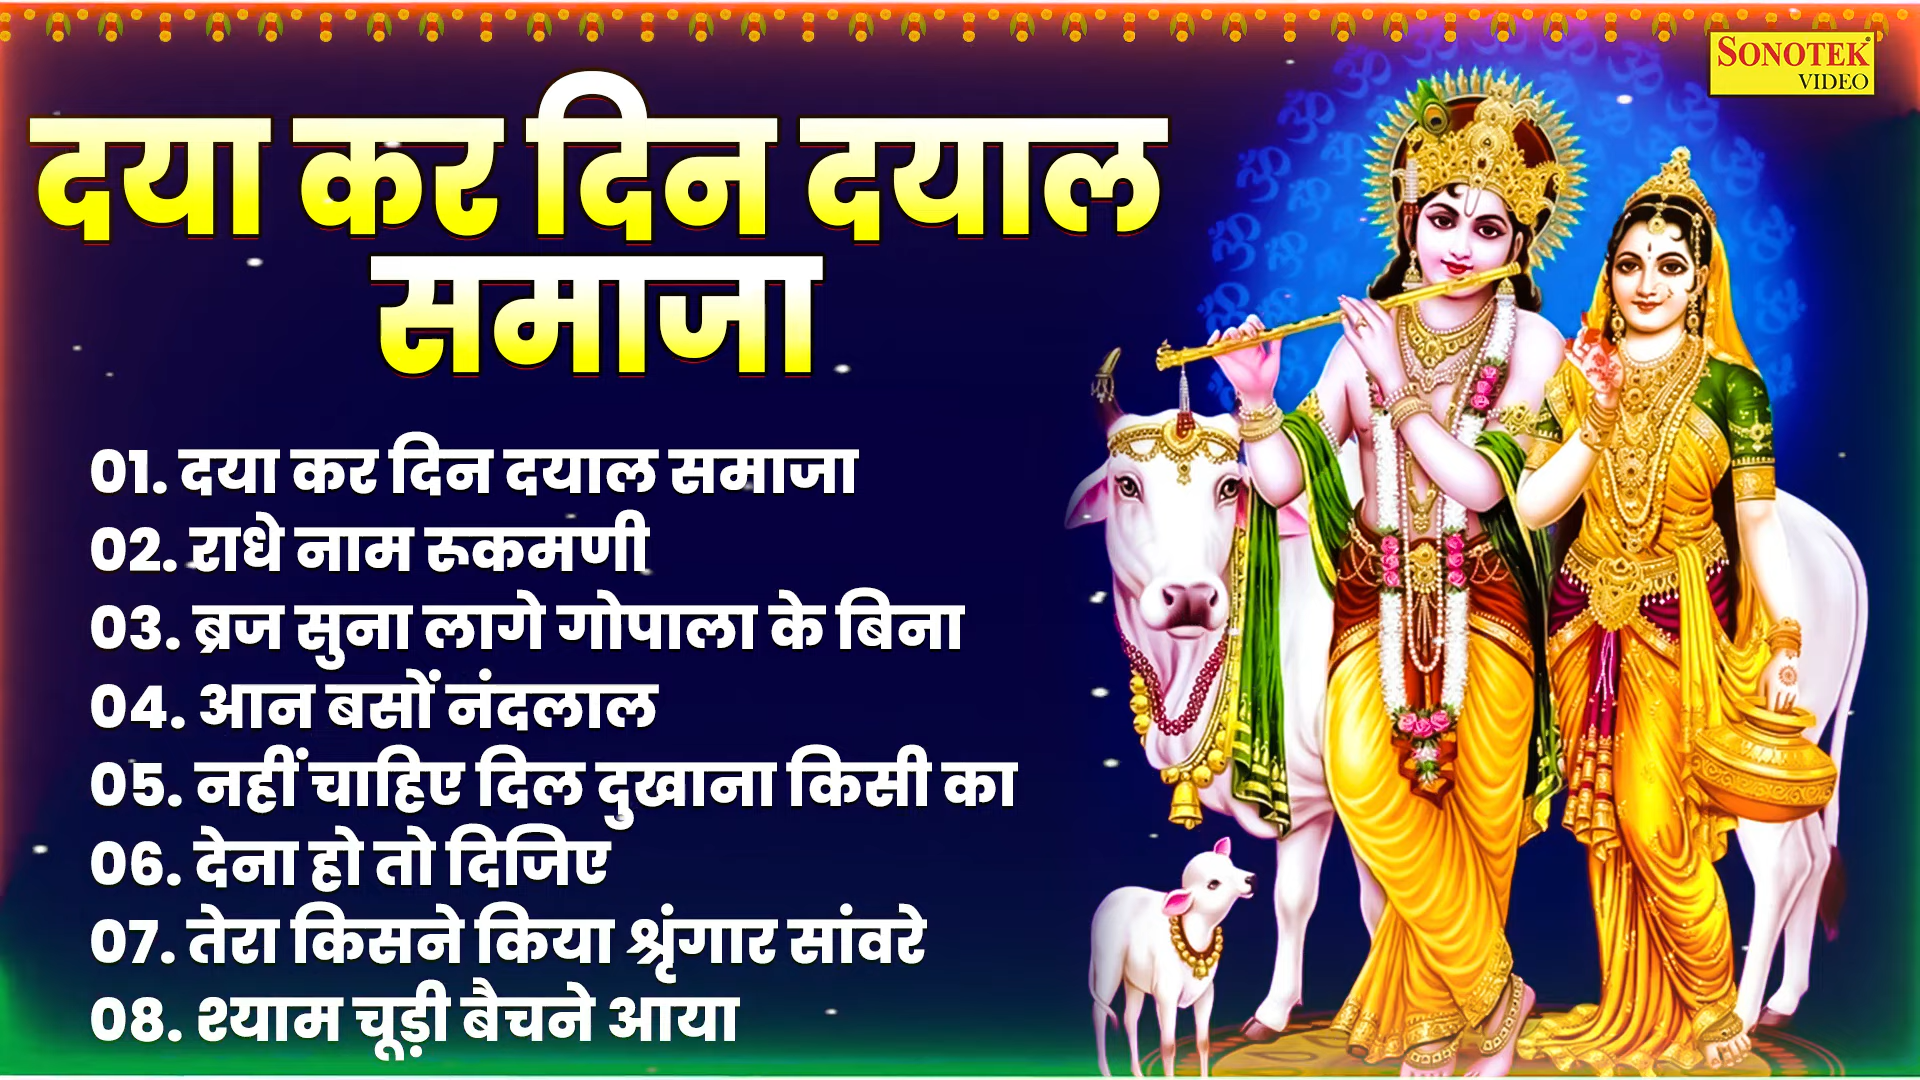 SONOTEK
VIDEO
दया कर दिन दयाल
समाजा
01. दया कर दिन दयाल समाजा
02. राधे नाम रूकमणी
03. ब्रज सुना लागे गोपाला के बिना
04. आन बसों नंदलाल
05. नहीं चाहिए दिल दुखाना किसी का
06. देना हो तो दिजिए
07. तेरा किसने किया श्रृंगार सांवरे
08. श्याम चूड़ी बैचने आया